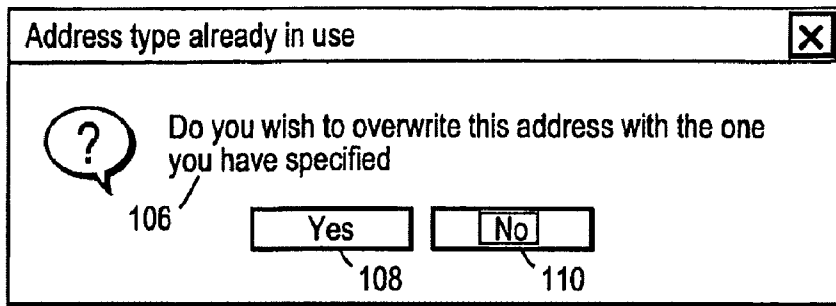 Address type already in use
?
Do you wish to overwrite this address with the one
you have specified
106
Yes No
108 110